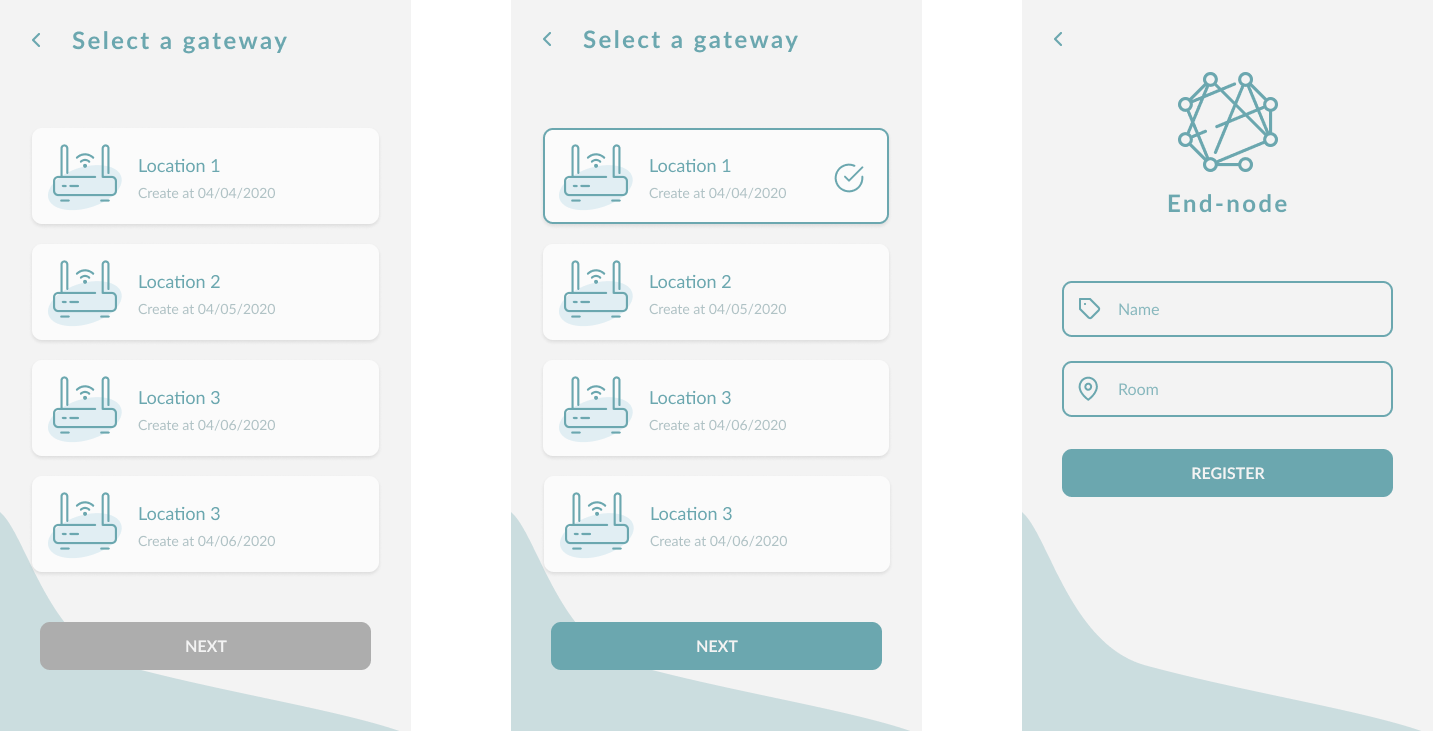 Select a gateway
Location 1
Create at 04/04/2020
Location 2
Create at 04/05/2020
Location 3
Create at 04/06/2020
Location 3
Create at 04/06/2020
NEXT
Select a gateway
Location 1
Create at 04/04/2020
Location 2
Create at 04/05/2020
Location 3
Create at 04/06/2020
Location 3
Create at 04/06/2020
NEXT
End-node
Name
Room
REGISTER